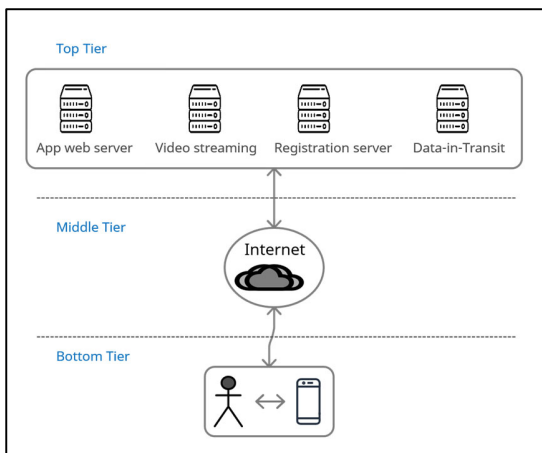 Top Tier
App web server
Video streaming
Registration server
Data-in-Transit
Middle Tier
Internet
Bottom Tier